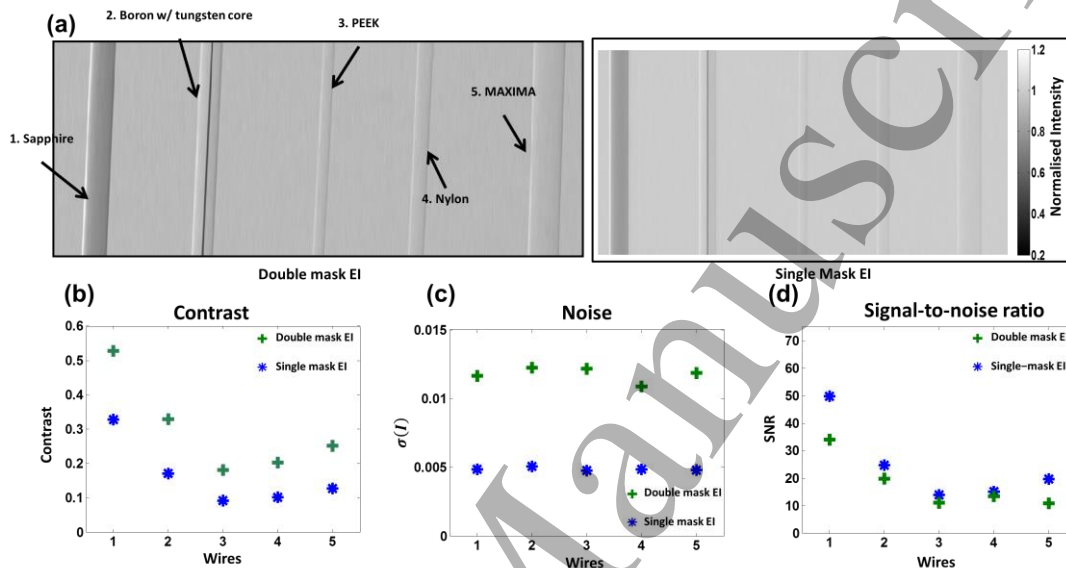 (a)
2. Boron w/ tungsten core
3. PEEK
5. MAXIMA
1. Sapphire
4. Nylon
Double mask EI
Single Mask EI
1.2
1
0.8
0.6
0.4
0.2
Normalised Intensity
(b)
Contrast
0.6
0.5
0.4
0.3
0.2
0.1
0
Contrast
Double mask EI
Single mask EI
1 2 3 4 5
Wires
(c)
Noise
0.015
0.01
0.005
0
σ(I)
Double mask EI
Single mask EI
1 2 3 4 5
Wires
(d)
Signal-to-noise ratio
70
60
50
40
30
20
10
0
SNR
Double mask E
Single-mask EI
1 2 3 4 5
Wires
Manuscri